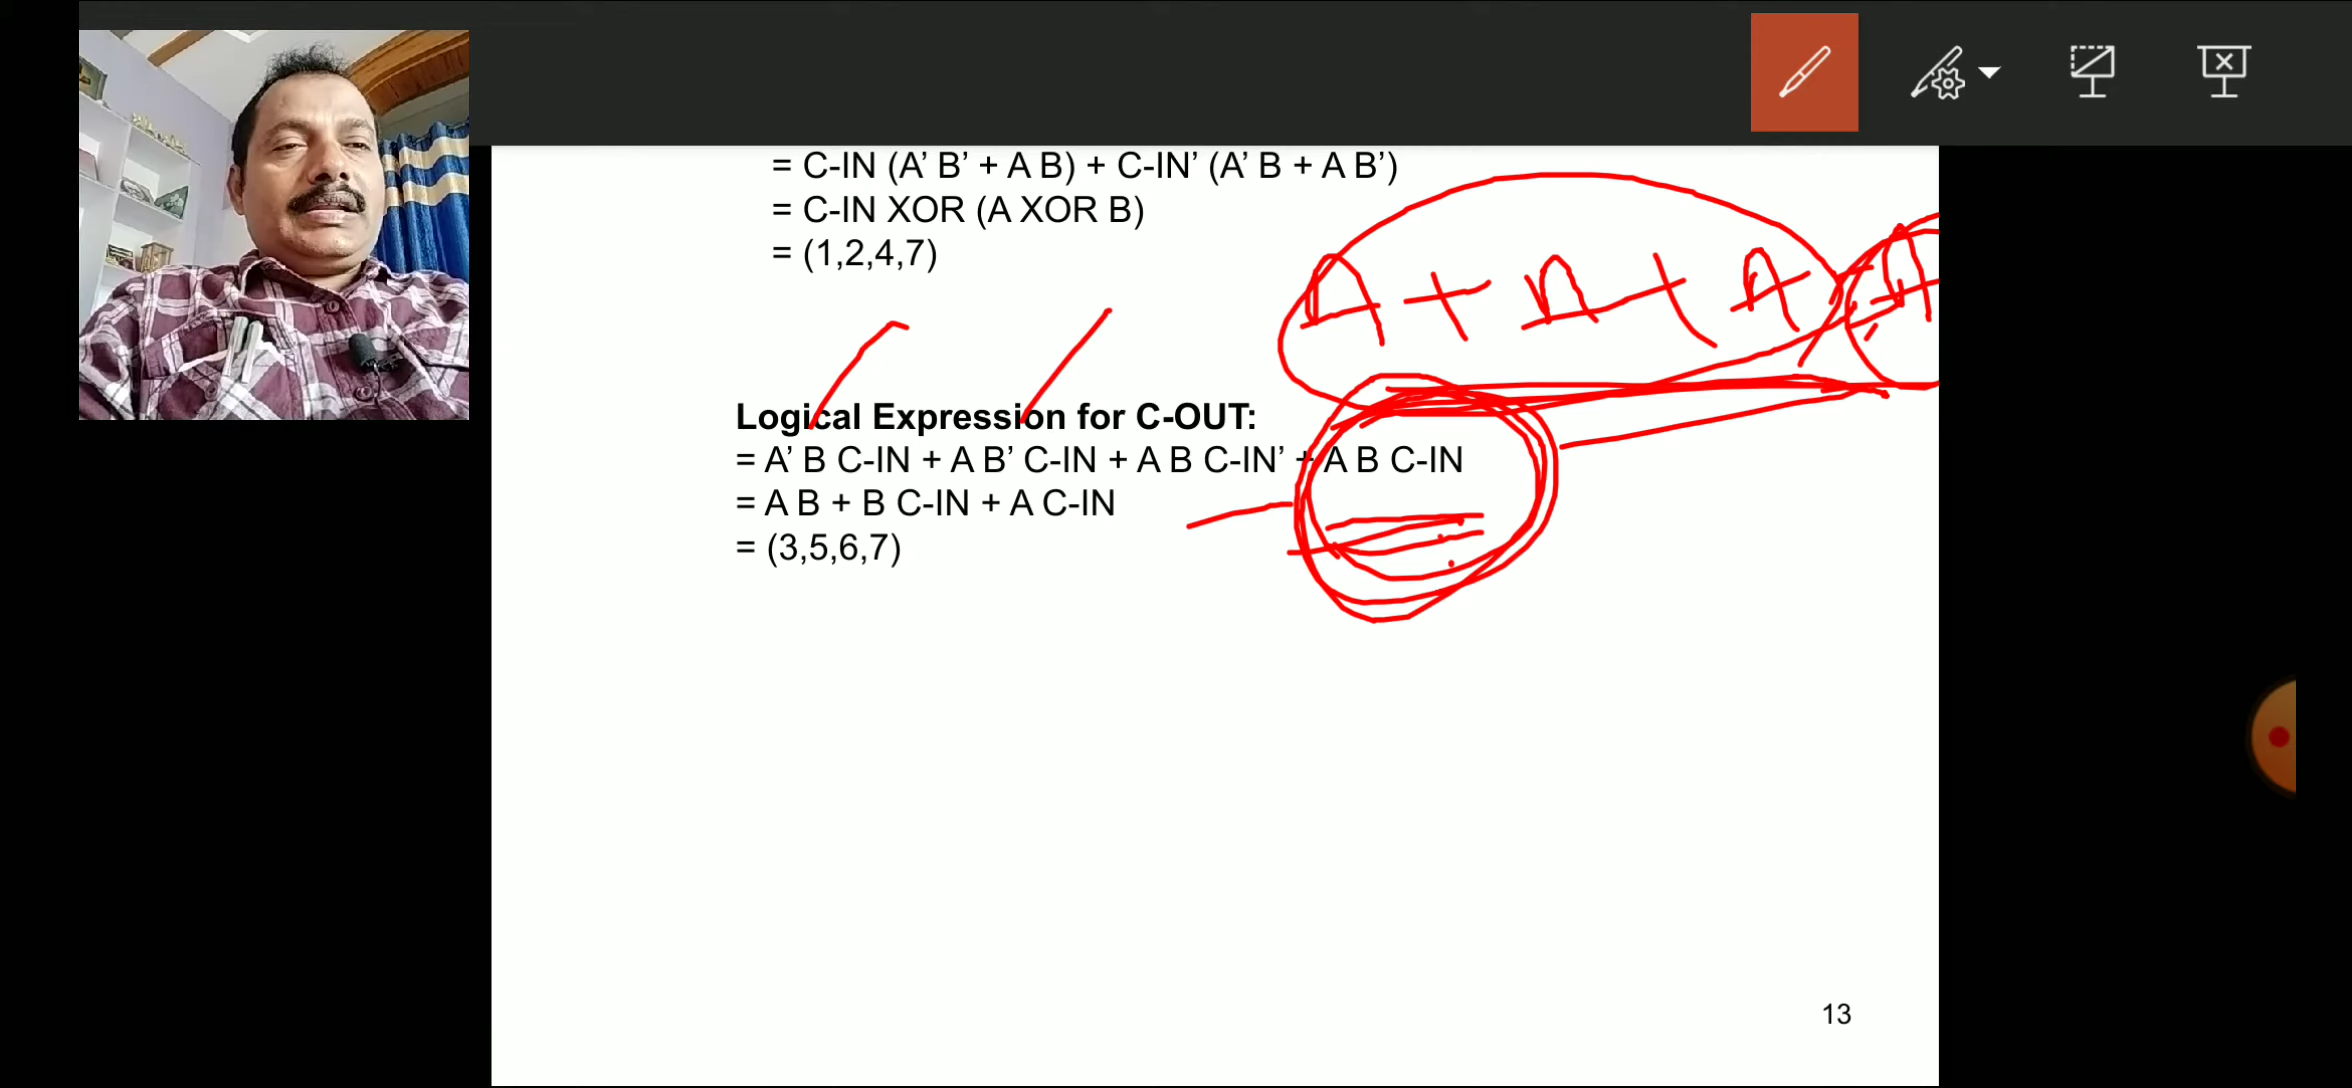 = C-IN (A’ B’ + A B) + C-IN’ (A’ B + A B’)
= C-IN XOR (A XOR B)
= (1,2,4,7)
A + A + A = A
Logical Expression for C-OUT:
= A’ B C-IN + A B’ C-IN + A B C-IN’ + A B C-IN
= A B + B C-IN + A C-IN
= (3,5,6,7)
13